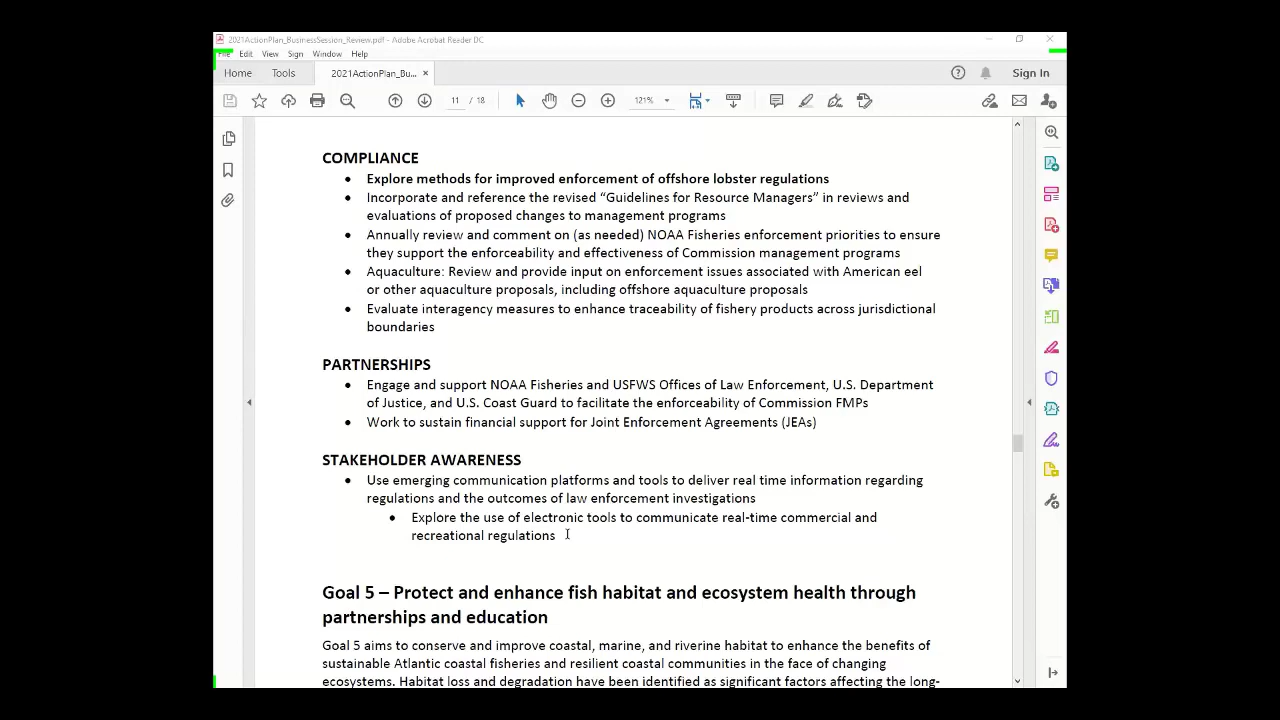 2021ActionPlan_BusinessSession_Review.pdf - Adobe Acrobat Reader DC
File Edit View Sign Window Help
Home Tools 2021ActionPlan_Bu... × Sign In
11 / 18 121%
COMPLIANCE
• Explore methods for improved enforcement of offshore lobster regulations
• Incorporate and reference the revised “Guidelines for Resource Managers” in reviews and
evaluations of proposed changes to management programs
• Annually review and comment on (as needed) NOAA Fisheries enforcement priorities to ensure
they support the enforceability and effectiveness of Commission management programs
• Aquaculture: Review and provide input on enforcement issues associated with American eel
or other aquaculture proposals, including offshore aquaculture proposals
• Evaluate interagency measures to enhance traceability of fishery products across jurisdictional
boundaries
PARTNERSHIPS
• Engage and support NOAA Fisheries and USFWS Offices of Law Enforcement, U.S. Department
of Justice, and U.S. Coast Guard to facilitate the enforceability of Commission FMPs
• Work to sustain financial support for Joint Enforcement Agreements (JEAs)
STAKEHOLDER AWARENESS
• Use emerging communication platforms and tools to deliver real time information regarding
regulations and the outcomes of law enforcement investigations
• Explore the use of electronic tools to communicate real-time commercial and
recreational regulations
Goal 5 – Protect and enhance fish habitat and ecosystem health through
partnerships and education
Goal 5 aims to conserve and improve coastal, marine, and riverine habitat to enhance the benefits of
sustainable Atlantic coastal fisheries and resilient coastal communities in the face of changing
ecosystems. Habitat loss and degradation have been identified as significant factors affecting the long-